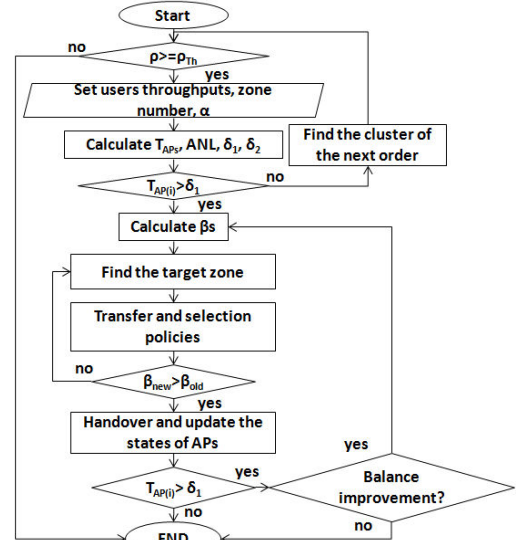 Start
no
ρ>=ρTh
yes
Set users throughputs, zone
number, α
Calculate TAPs, ANL, δ1, δ2
Find the cluster of
the next order
no
TAP(i)>δ1
yes
Calculate βs
Find the target zone
Transfer and selection
policies
no
βnew>βold
yes
Handover and update the
states of APs
yes
TAP(i)> δ1
yes
Balance
improvement?
no
no
END